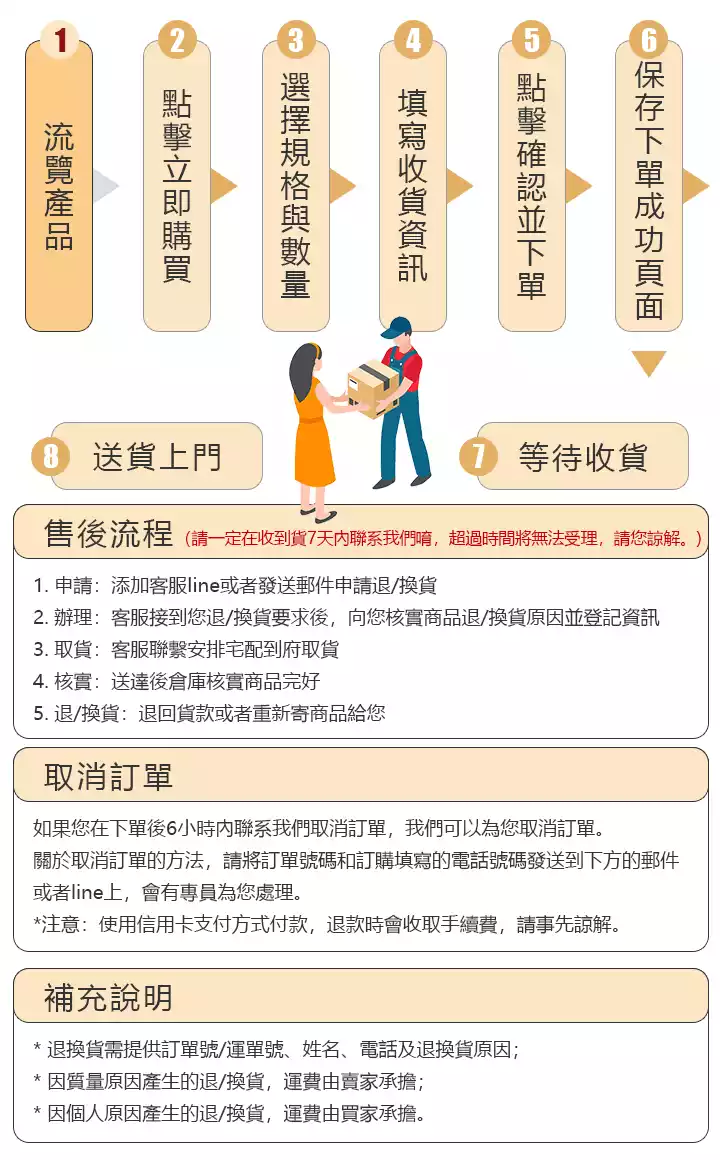 1
流覽產品
2
點擊立即購買
3
選擇規格與數量
4
填寫收貨資訊
5
點擊確認並下單
6
保存下單成功頁面
7
等待收貨
8
送貨上門
售後流程（請一定在收到貨7天內聯系我們唷，超過時間將無法受理，請您諒解。）
1. 申請：添加客服line或者發送郵件申請退/換貨
2. 辦理：客服接到您退/換貨要求後，向您核實商品退/換貨原因並登記資訊
3. 取貨：客服聯繫安排宅配到府取貨
4. 核實：送達後倉庫核實商品完好
5. 退/換貨：退回貨款或者重新寄商品給您
取消訂單
如果您在下單後6小時內聯系我們取消訂單，我們可以為您取消訂單。
關於取消訂單的方法，請將訂單號碼和訂購填寫的電話號碼發送到下方的郵件
或者line上，會有專員為您處理。
*注意：使用信用卡支付方式付款，退款時會收取手續費，請事先諒解。
補充說明
* 退換貨需提供訂單號/運單號、姓名、電話及退換貨原因；
* 因質量原因產生的退/換貨，運費由賣家承擔；
* 因個人原因產生的退/換貨，運費由買家承擔。